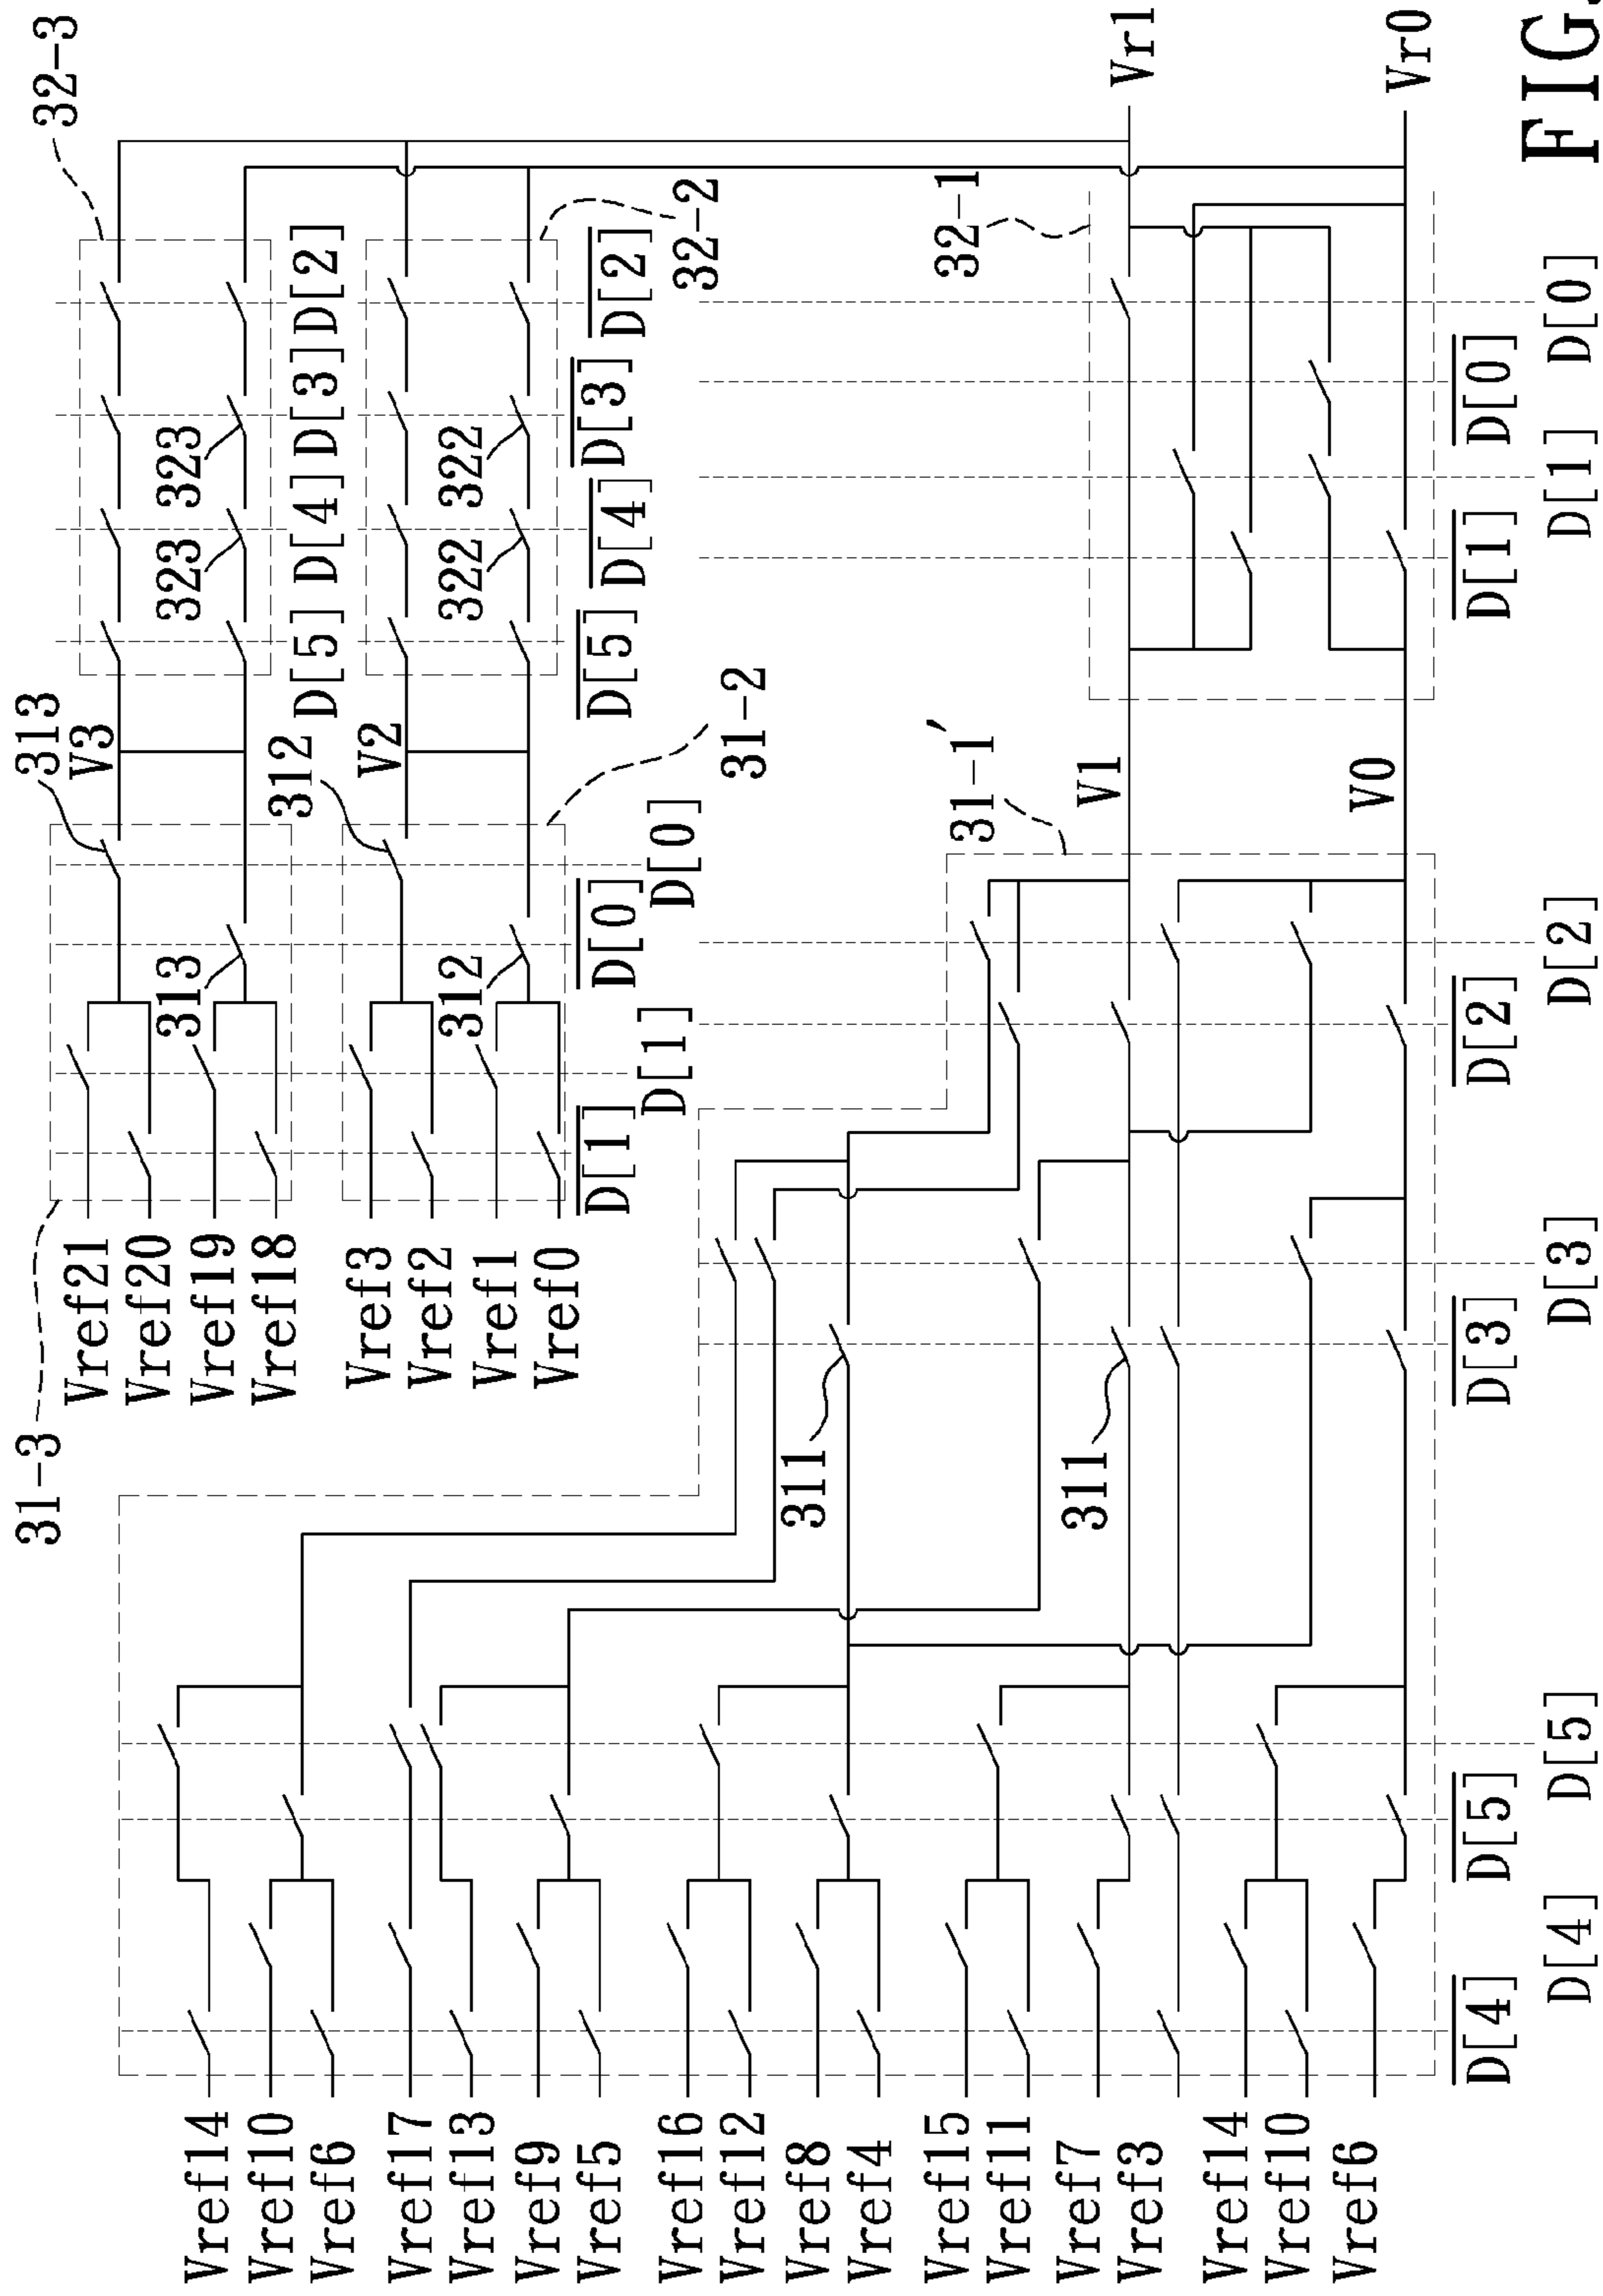 31-3
313
V3
32-3
Vref21
Vref20
Vref19
Vref18
313
323
323
D[5]
D[4]
D[3]
D[2]
312
V2
Vref3
Vref2
Vref1
Vref0
312
322
322
D[1]
D[1]
D[0]
D[0]
D[5]
D[4]
D[3]
D[2]
31-2
32-2
Vref14
Vref10
Vref6
Vref17
Vref13
Vref9
Vref5
Vref16
Vref12
Vref8
Vref4
Vref15
Vref11
Vref7
Vref3
Vref14
Vref10
Vref6
311
311
31-1'
32-1
V1
Vr1
V0
Vr0
D[4]
D[5]
D[3]
D[2]
D[1]
D[0]
D[4]
D[5]
D[3]
D[2]
D[1]
D[0]
FIG.